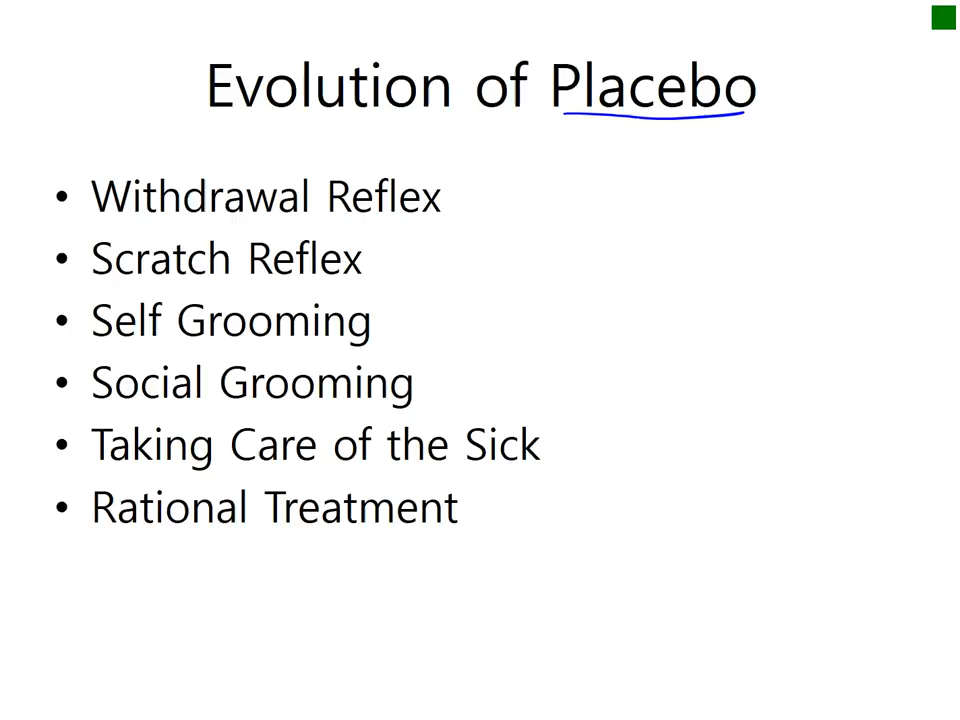 Evolution of Placebo
• Withdrawal Reflex
• Scratch Reflex
• Self Grooming
• Social Grooming
• Taking Care of the Sick
• Rational Treatment